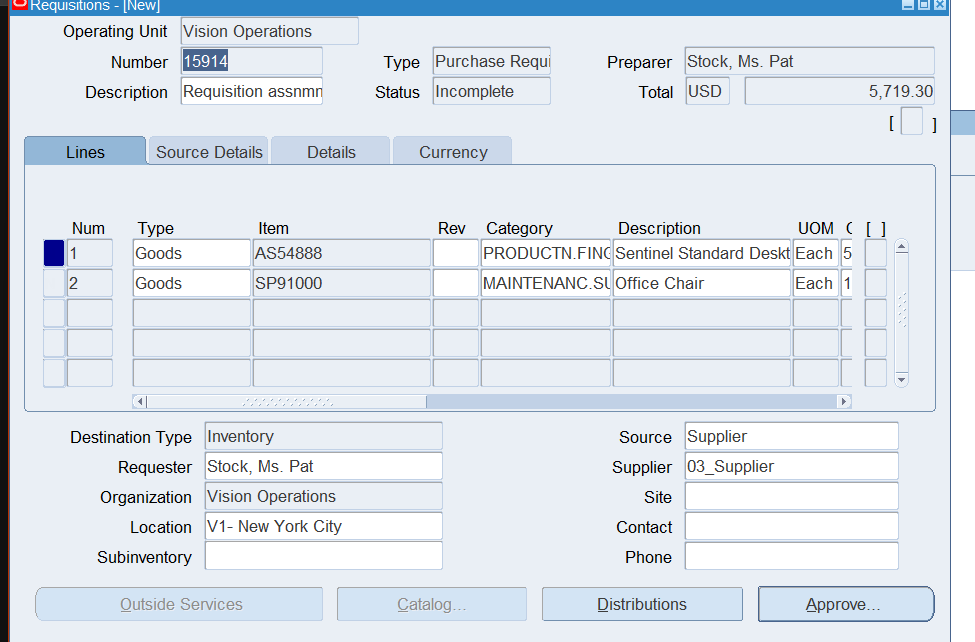 Requisitions - [New]
Operating Unit Vision Operations
Number 15914 Type Purchase Requi Preparer Stock, Ms. Pat
Description Requisition assnmn Status Incomplete Total USD 5,719.30
[ ]
Lines Source Details Details Currency
Num Type Item Rev Category Description UOM [ ]
1 Goods AS54888 PRODUCTN.FING Sentinel Standard Deskt Each 5
2 Goods SP91000 MAINTENANC.SU Office Chair Each 1
Destination Type Inventory Source Supplier
Requester Stock, Ms. Pat Supplier 03_Supplier
Organization Vision Operations Site
Location V1- New York City Contact
Subinventory Phone
Outside Services Catalog... Distributions Approve...